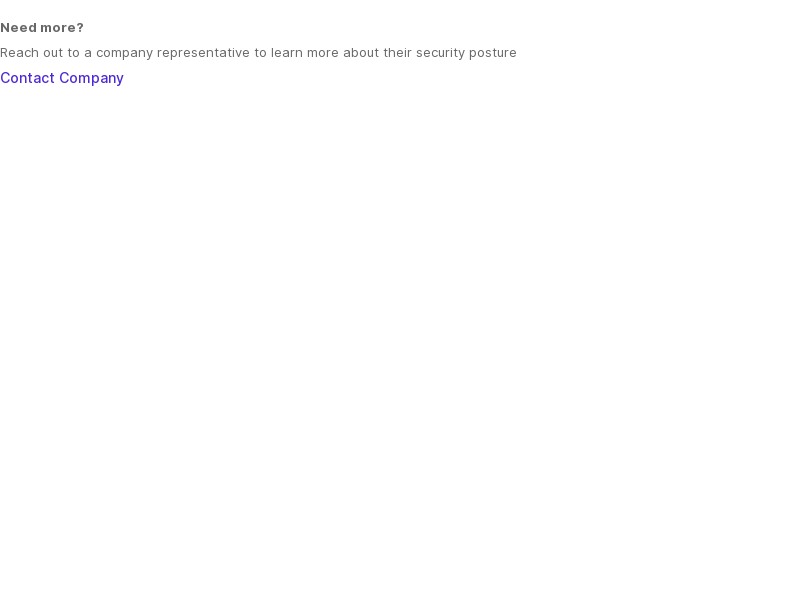 Need more?
Reach out to a company representative to learn more about their security posture
Contact Company